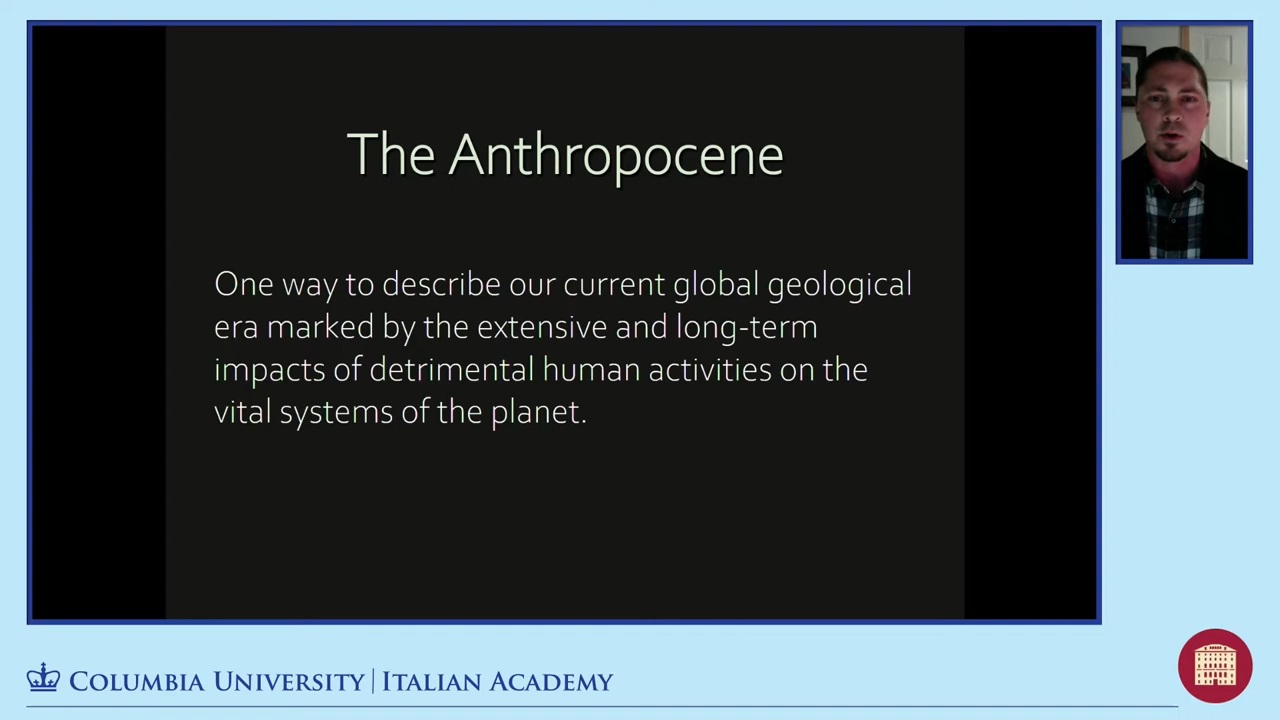 The Anthropocene
One way to describe our current global geological
era marked by the extensive and long-term
impacts of detrimental human activities on the
vital systems of the planet.
COLUMBIA UNIVERSITY | ITALIAN ACADEMY